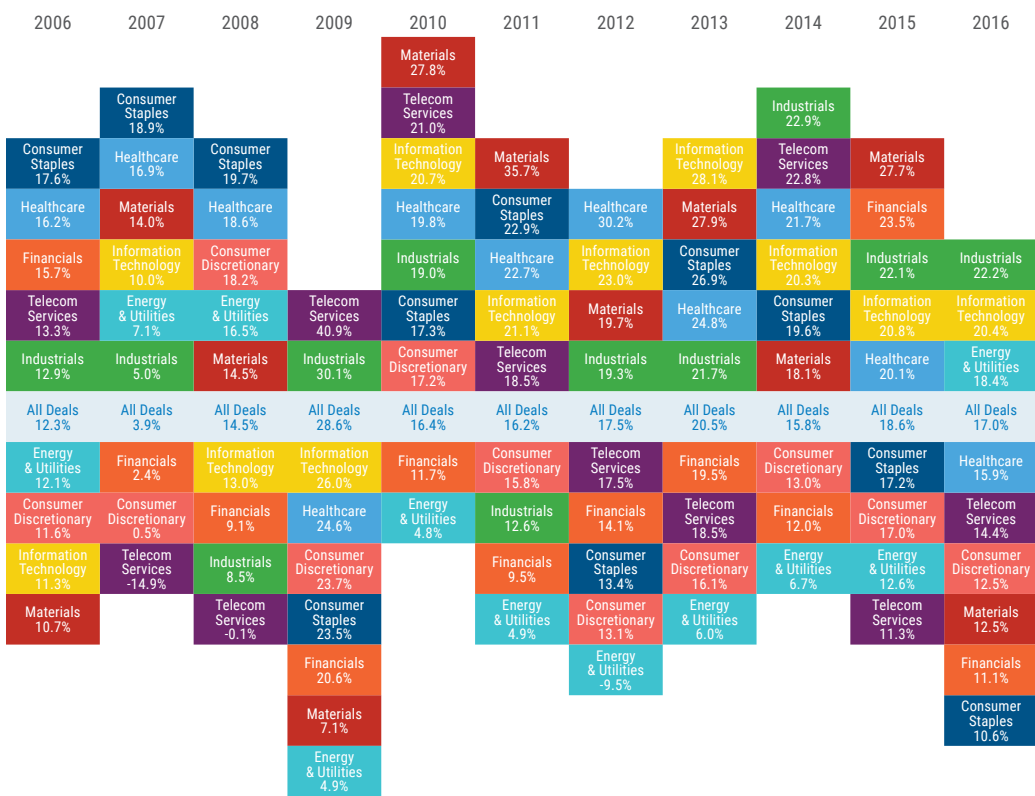 2006
Consumer
Staples
17.6%
Healthcare
16.2%
Financials
15.7%
Telecom
Services
13.3%
Industrials
12.9%
All Deals
12.3%
Energy
& Utilities
12.1%
Consumer
Discretionary
11.6%
Information
Technology
11.3%
Materials
10.7%
2007
Consumer
Staples
18.9%
Healthcare
16.9%
Materials
14.0%
Information
Technology
10.0%
Energy
& Utilities
7.1%
Industrials
5.0%
All Deals
3.9%
Financials
2.4%
Consumer
Discretionary
0.5%
Telecom
Services
-14.9%
2008
Consumer
Staples
19.7%
Healthcare
18.6%
Consumer
Discretionary
18.2%
Energy
& Utilities
16.5%
Materials
14.5%
All Deals
14.5%
Information
Technology
13.0%
Financials
9.1%
Industrials
8.5%
Telecom
Services
-0.1%
2009
Telecom
Services
40.9%
Industrials
30.1%
All Deals
28.6%
Information
Technology
26.0%
Healthcare
24.6%
Consumer
Discretionary
23.7%
Consumer
Staples
23.5%
Financials
20.6%
Materials
7.1%
Energy
& Utilities
4.9%
2010
Materials
27.8%
Telecom
Services
21.0%
Information
Technology
20.7%
Healthcare
19.8%
Industrials
19.0%
Consumer
Staples
17.3%
Consumer
Discretionary
17.2%
All Deals
16.4%
Financials
11.7%
Energy
& Utilities
4.8%
2011
Materials
35.7%
Consumer
Staples
22.9%
Healthcare
22.7%
Information
Technology
21.1%
Telecom
Services
18.5%
All Deals
16.2%
Consumer
Discretionary
15.8%
Industrials
12.6%
Financials
9.5%
Energy
& Utilities
4.9%
2012
Healthcare
30.2%
Information
Technology
23.0%
Materials
19.7%
Industrials
19.3%
All Deals
17.5%
Telecom
Services
17.5%
Financials
14.1%
Consumer
Staples
13.4%
Consumer
Discretionary
13.1%
Energy
& Utilities
-9.5%
2013
Information
Technology
28.1%
Materials
27.9%
Consumer
Staples
26.9%
Healthcare
24.8%
Industrials
21.7%
All Deals
20.5%
Financials
19.5%
Telecom
Services
18.5%
Consumer
Discretionary
16.1%
Energy
& Utilities
6.0%
2014
Industrials
22.9%
Telecom
Services
22.8%
Healthcare
21.7%
Information
Technology
20.3%
Consumer
Staples
19.6%
Materials
18.1%
All Deals
15.8%
Consumer
Discretionary
13.0%
Financials
12.0%
Energy
& Utilities
6.7%
2015
Materials
27.7%
Financials
23.5%
Industrials
22.1%
Information
Technology
20.8%
Healthcare
20.1%
All Deals
18.6%
Consumer
Staples
17.2%
Consumer
Discretionary
17.0%
Energy
& Utilities
12.6%
Telecom
Services
11.3%
2016
Industrials
22.2%
Information
Technology
20.4%
Energy
& Utilities
18.4%
All Deals
17.0%
Healthcare
15.9%
Telecom
Services
14.4%
Consumer
Discretionary
12.5%
Materials
12.5%
Financials
11.1%
Consumer
Staples
10.6%